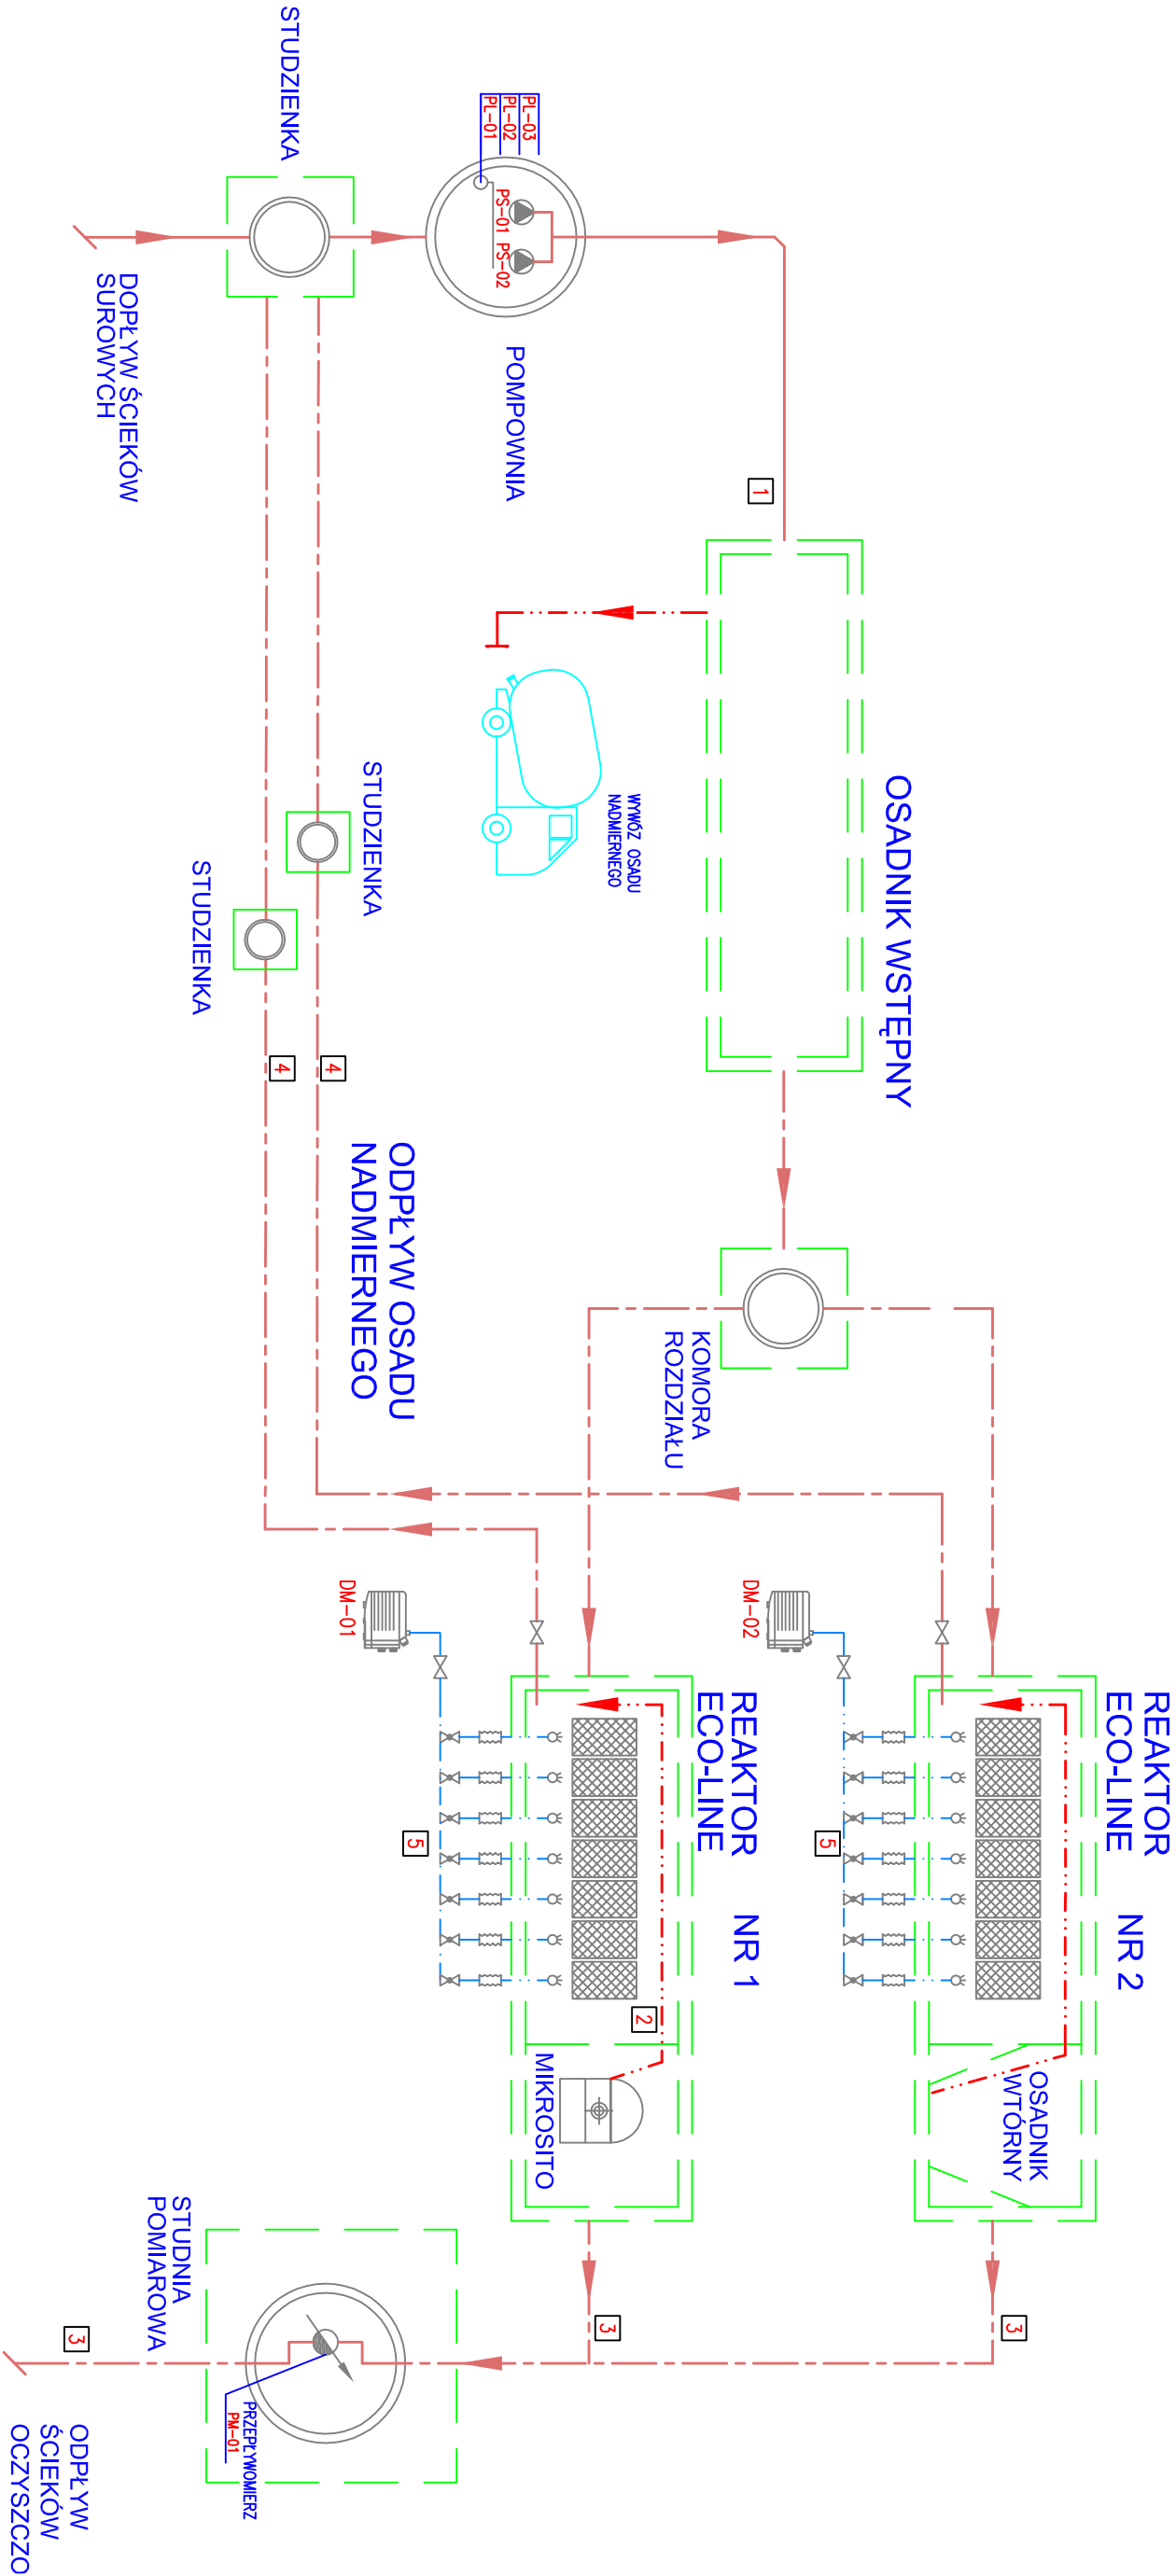 REAKTOR
ECO-LINE NR 2
OSADNIK
WTÓRNY
3
DM-02
5
OSADNIK WSTĘPNY
1
KOMORA
ROZDZIAŁU
REAKTOR
ECO-LINE NR 1
2
MIKROSITO
3
DM-01
5
WYWÓZ OSADU
NADMIERNEGO
PL-03
PL-02
PL-01
PS-01 PS-02
POMPOWNIA
ODPŁYW OSADU
NADMIERNEGO
STUDZIENKA
STUDZIENKA
4
4
STUDZIENKA
DOPŁYW ŚCIEKÓW
SUROWYCH
STUDNIA
POMIAROWA
PRZEPŁYWOMIERZ
PM-01
3
ODPŁYW
ŚCIEKÓW
OCZYSZCZO